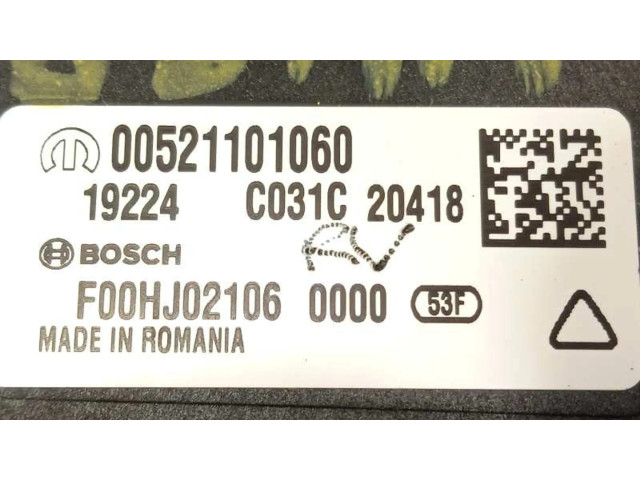 00521101060
19224 C031C 20418
BOSCH
F00HJ02106 0000 53F
MADE IN ROMANIA